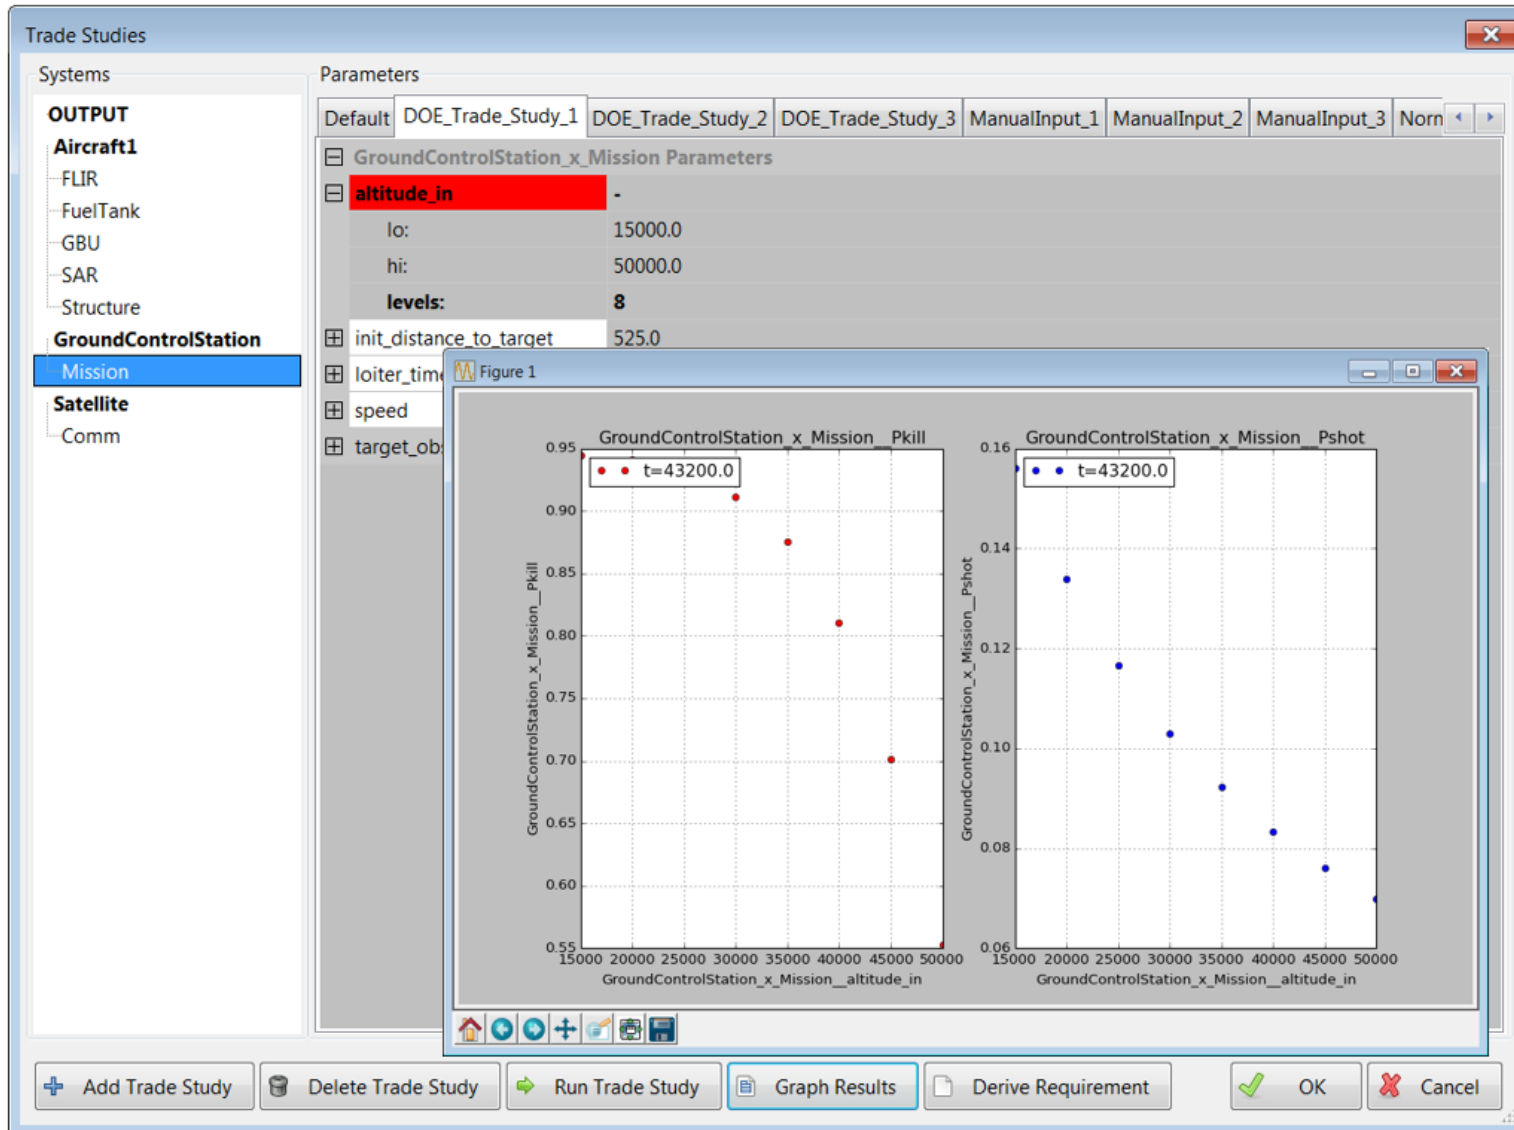 Trade Studies
Systems
Parameters
OUTPUT
Aircraft1
FLIR
FuelTank
GBU
SAR
Structure
GroundControlStation
Mission
Satellite
Comm
Default DOE_Trade_Study_1 DOE_Trade_Study_2 DOE_Trade_Study_3 ManualInput_1 ManualInput_2 ManualInput_3 Norn
GroundControlStation_x_Mission Parameters
altitude_in -
lo: 15000.0
hi: 50000.0
levels: 8
init_distance_to_target 525.0
loiter_time
speed
target_obs
Figure 1
GroundControlStation_x_Mission__Pkill
t=43200.0
0.95
0.90
0.85
0.80
0.75
0.70
0.65
0.60
0.55
GroundControlStation_x_Mission__Pkill
15000 20000 25000 30000 35000 40000 45000 50000
GroundControlStation_x_Mission__altitude_in
GroundControlStation_x_Mission__Pshot
t=43200.0
0.16
0.14
0.12
0.10
0.08
0.06
GroundControlStation_x_Mission__Pshot
15000 20000 25000 30000 35000 40000 45000 50000
GroundControlStation_x_Mission__altitude_in
Add Trade Study
Delete Trade Study
Run Trade Study
Graph Results
Derive Requirement
OK
Cancel